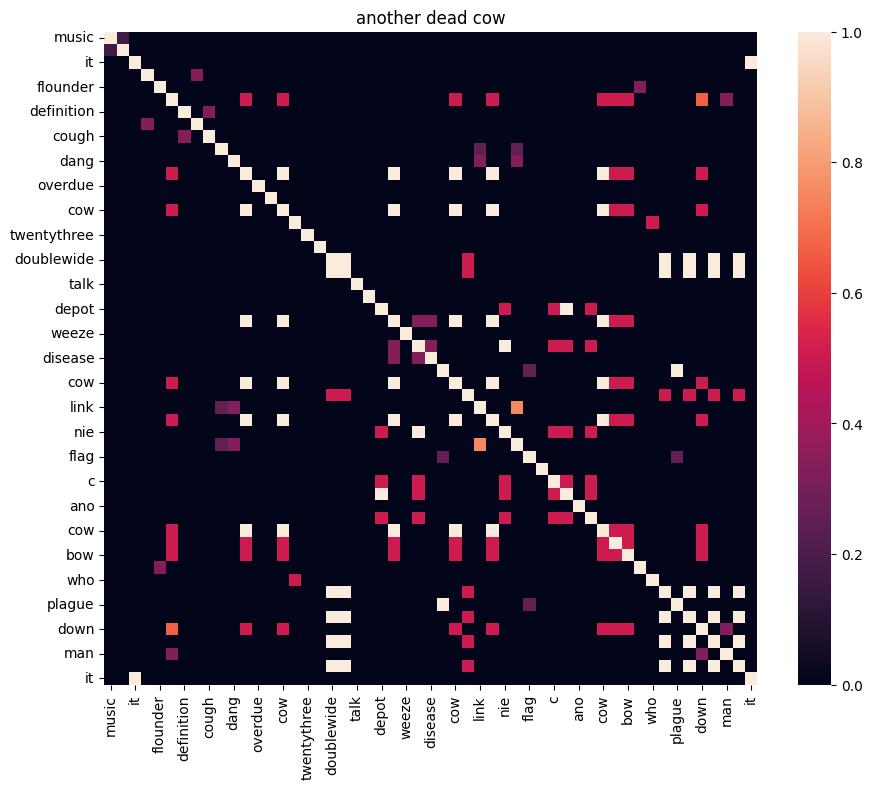 another dead cow
music
it
flounder
definition
cough
dang
overdue
cow
twentythree
doublewide
talk
depot
weeze
disease
cow
link
nie
flag
c
ano
cow
bow
who
plague
down
man
it
music
it
flounder
definition
cough
dang
overdue
cow
twentythree
doublewide
talk
depot
weeze
disease
cow
link
nie
flag
c
ano
cow
bow
who
plague
down
man
it
1.0
0.8
0.6
0.4
0.2
0.0